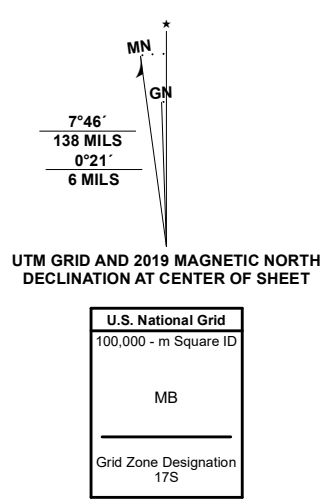 ★
MN
GN
7°46´
138 MILS
0°21´
6 MILS
UTM GRID AND 2019 MAGNETIC NORTH
DECLINATION AT CENTER OF SHEET
U.S. National Grid
100,000 - m Square ID
MB
Grid Zone Designation
17S